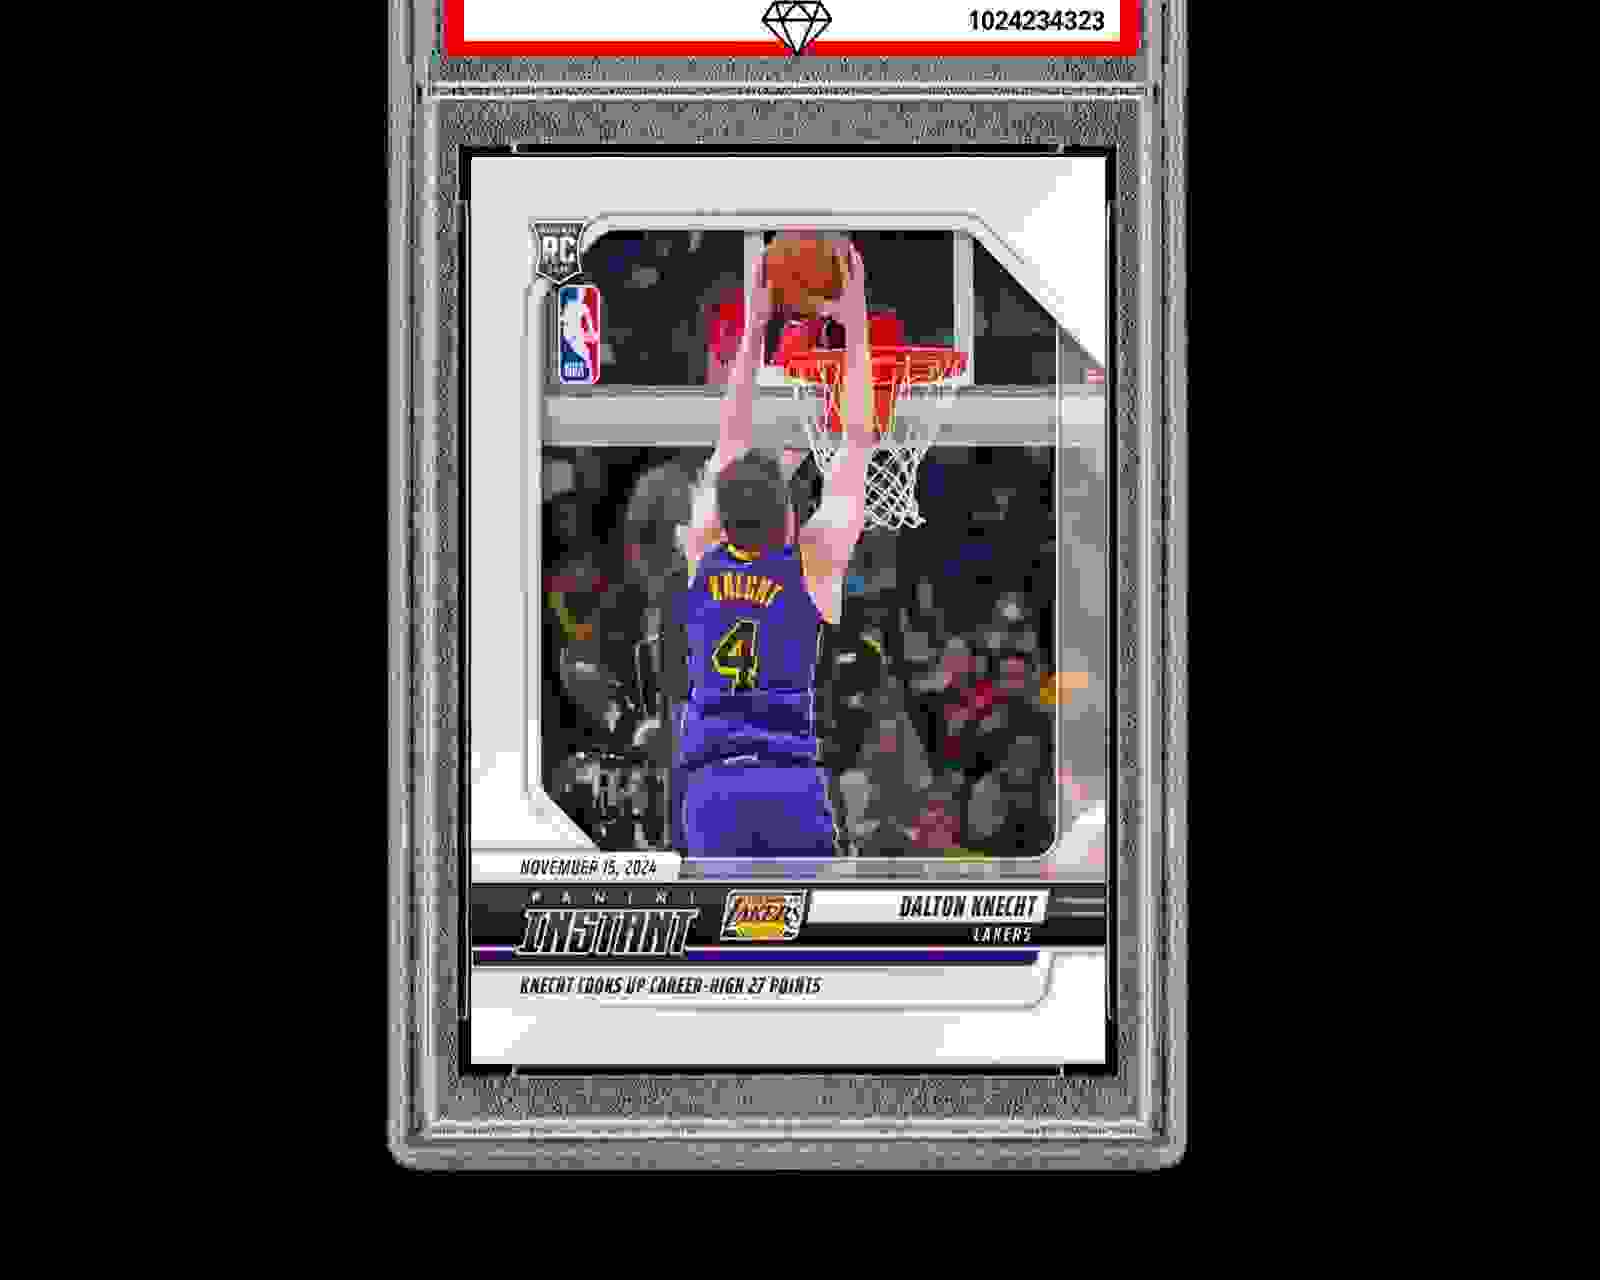 1024234323
RC
NBA
KNECHT
4
NOVEMBER 15, 2024
PANINI
INSTANT
LAKERS
DALTON KNECHT
LAKERS
KNECHT COOKS UP CAREER-HIGH 27 POINTS